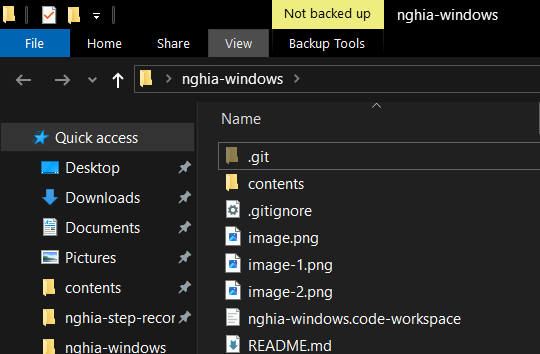 Not backed up
nghia-windows
File
Home
Share
View
Backup Tools
nghia-windows
Name
Quick access
Desktop
Downloads
Documents
Pictures
contents
nghia-step-recor
nghia-windows
.git
contents
.gitignore
image.png
image-1.png
image-2.png
nghia-windows.code-workspace
README.md